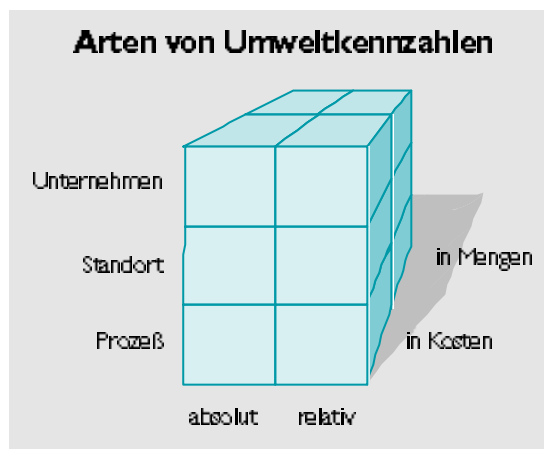 Arten von Umweltkennzahlen
Unternehmen
Standort
in Mengen
Prozeß
in Kosten
absolut
relativ